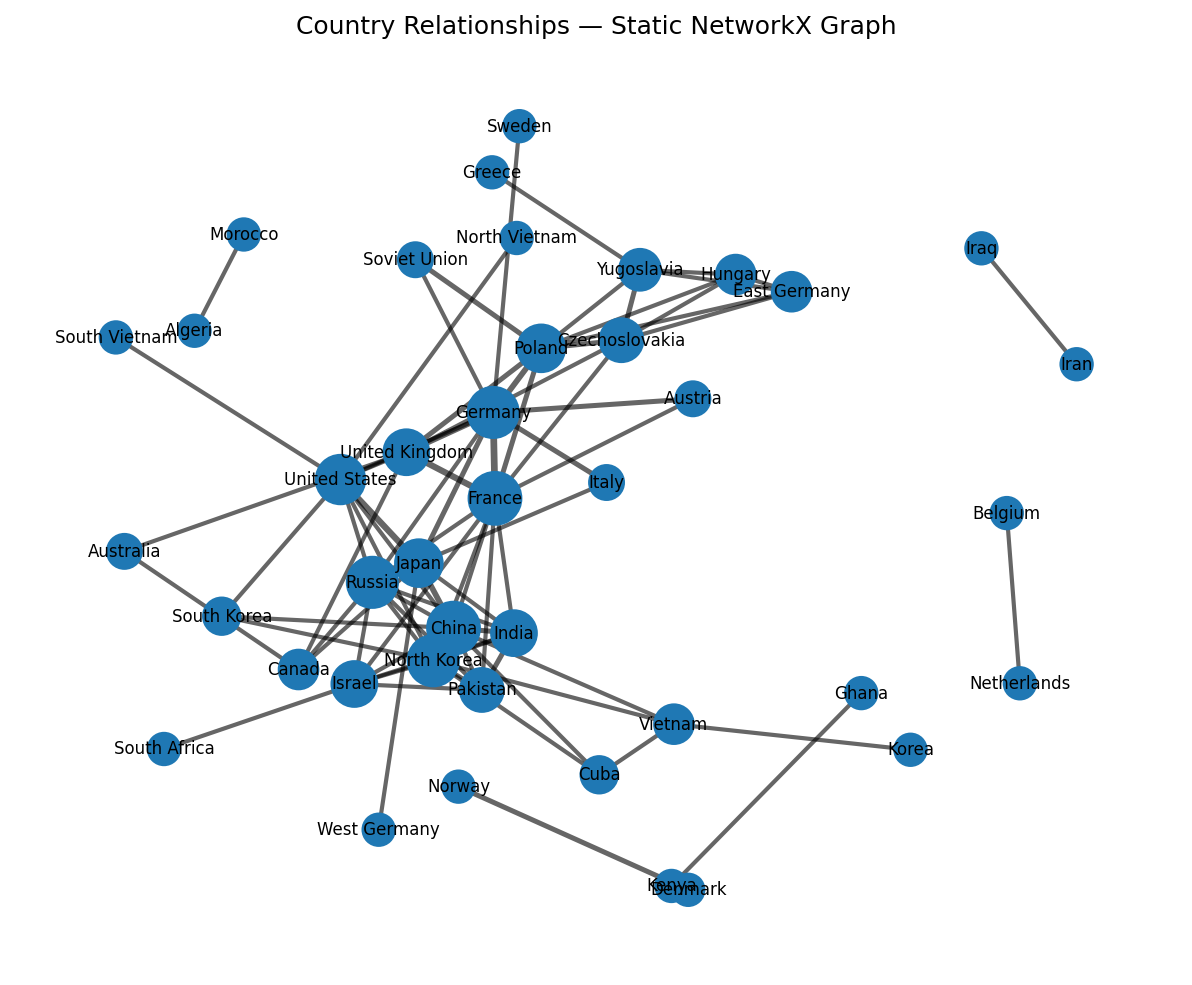 Country Relationships — Static NetworkX Graph
Sweden
Greece
Morocco
North Vietnam
Soviet Union
Iraq
Yugoslavia
Hungary
East Germany
South Vietnam
Algeria
Poland
Czechoslovakia
Iran
Austria
Germany
United Kingdom
United States
Italy
France
Belgium
Australia
Japan
Russia
South Korea
China
India
North Korea
Canada
Israel
Pakistan
Netherlands
Ghana
Vietnam
South Africa
Korea
Cuba
Norway
West Germany
Kenya
Denmark